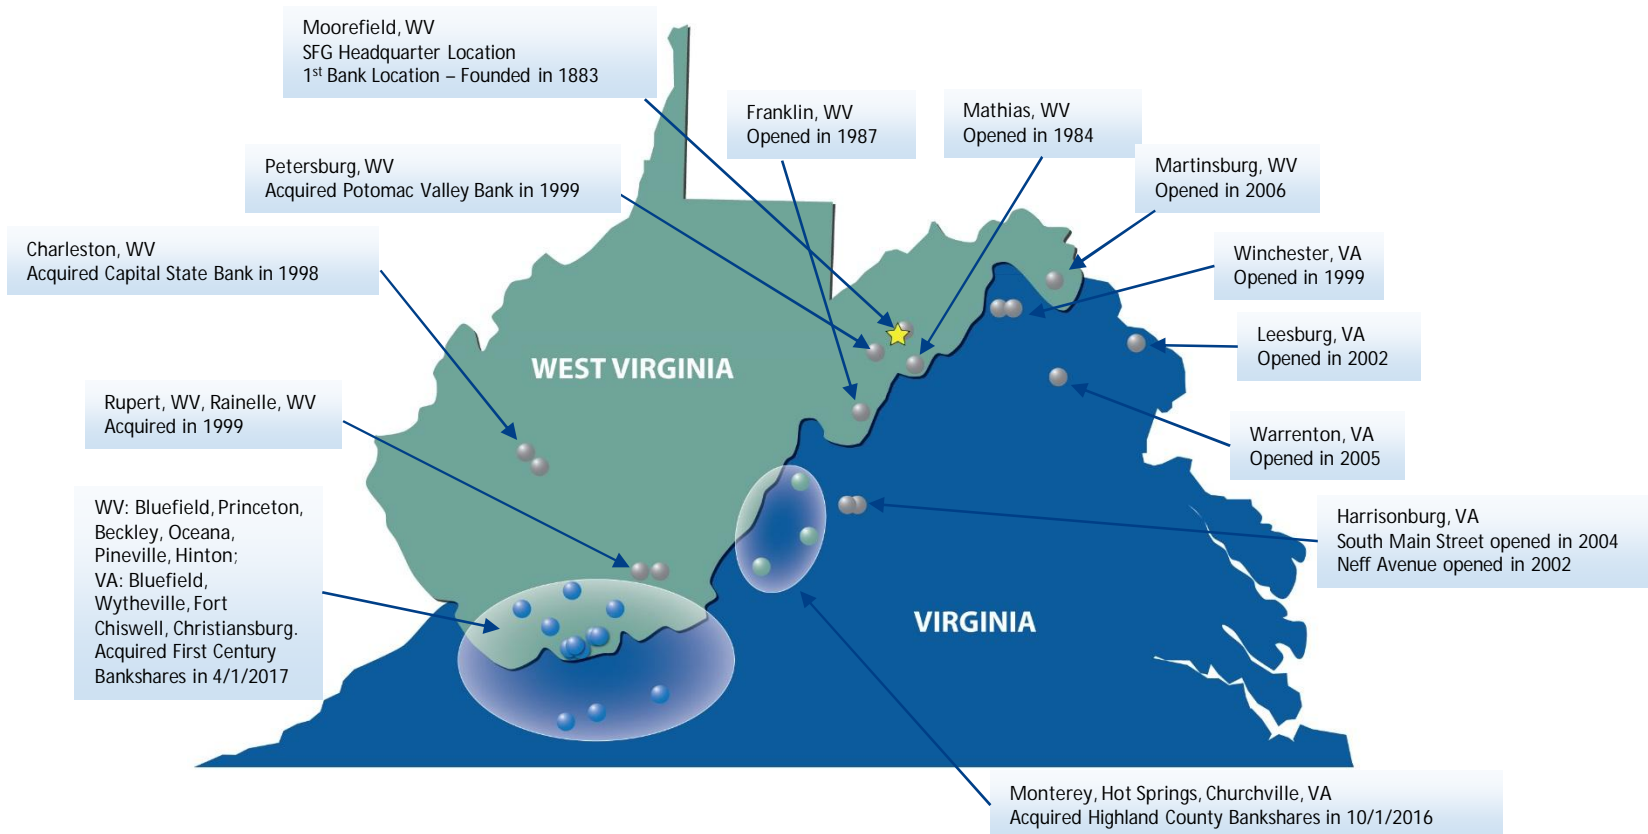 Moorefield, WV
SFG Headquarter Location
1st Bank Location – Founded in 1883
Franklin, WV
Opened in 1987
Mathias, WV
Opened in 1984
Petersburg, WV
Acquired Potomac Valley Bank in 1999
Martinsburg, WV
Opened in 2006
Charleston, WV
Acquired Capital State Bank in 1998
Winchester, VA
Opened in 1999
Leesburg, VA
Opened in 2002
WEST VIRGINIA
Rupert, WV, Rainelle, WV
Acquired in 1999
Warrenton, VA
Opened in 2005
WV: Bluefield, Princeton,
Beckley, Oceana,
Pineville, Hinton;
VA: Bluefield,
Wytheville, Fort
Chiswell, Christiansburg.
Acquired First Century
Bankshares in 4/1/2017
Harrisonburg, VA
South Main Street opened in 2004
Neff Avenue opened in 2002
VIRGINIA
Monterey, Hot Springs, Churchville, VA
Acquired Highland County Bankshares in 10/1/2016